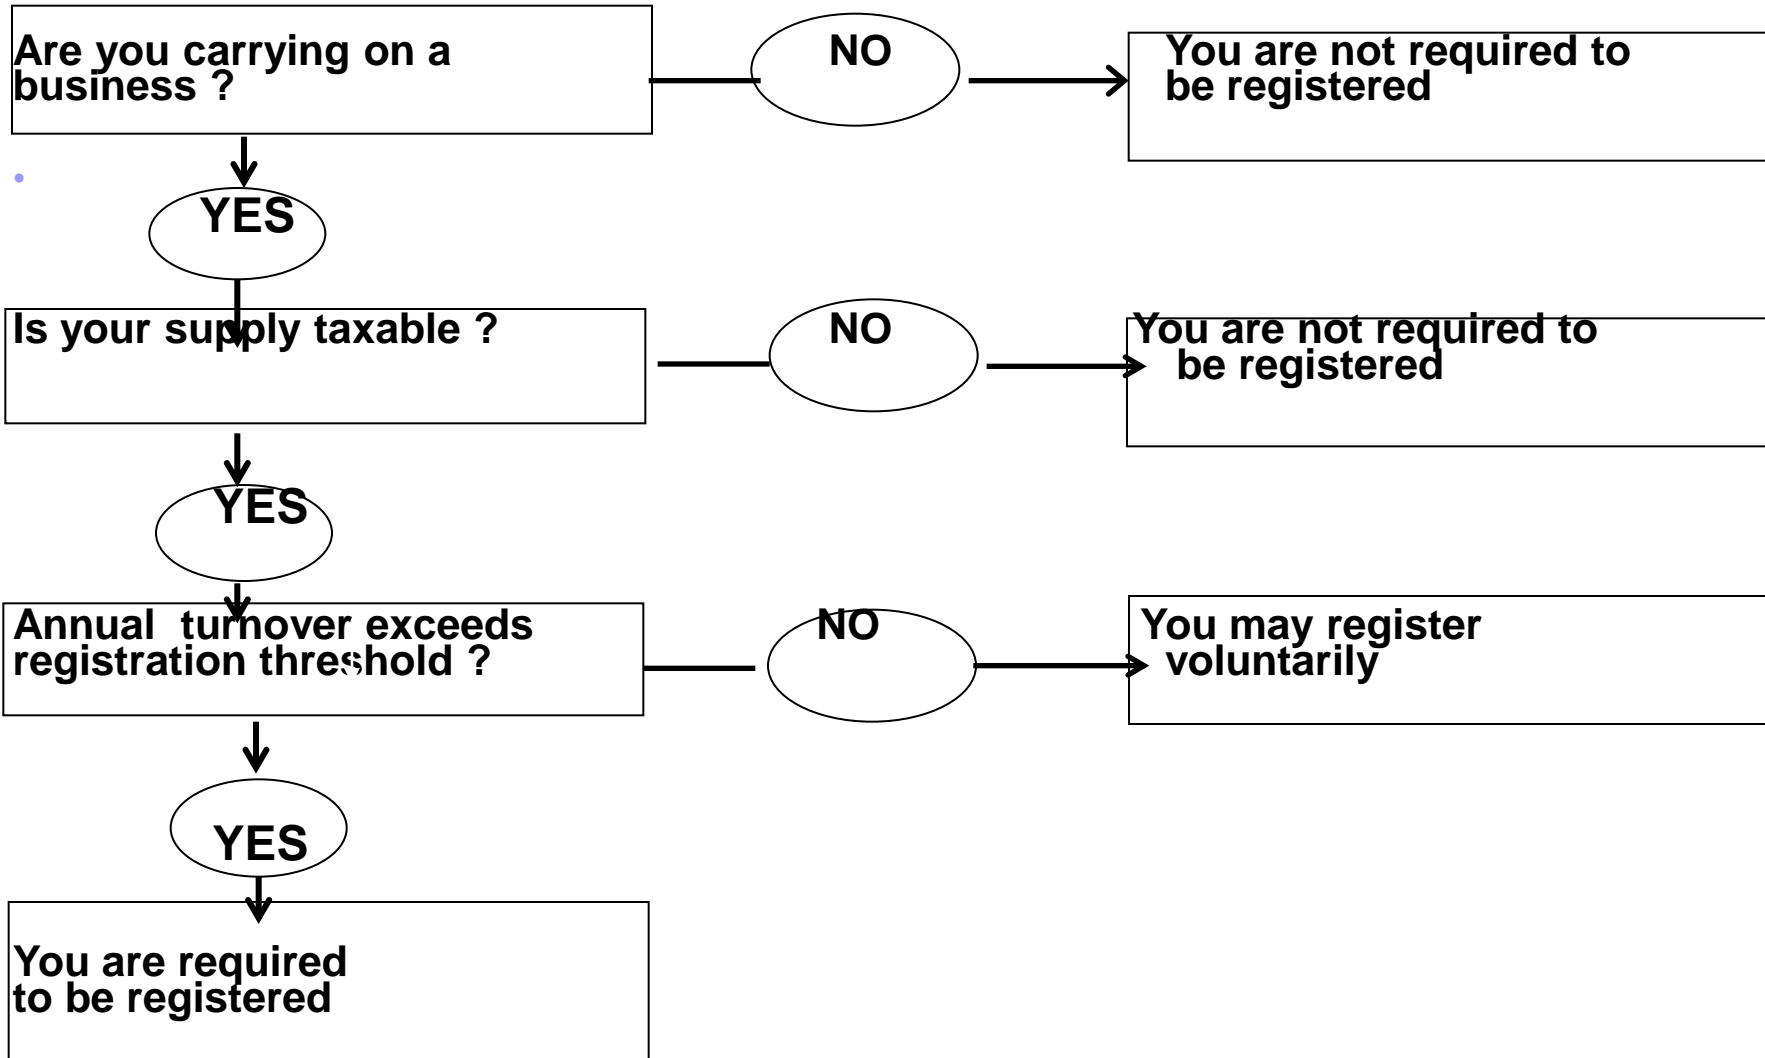 Are you carrying on a
business ?
NO
You are not required to
be registered
YES
Is your supply taxable ?
NO
You are not required to
be registered
YES
Annual turnover exceeds
registration threshold ?
NO
You may register
voluntarily
YES
You are required
to be registered